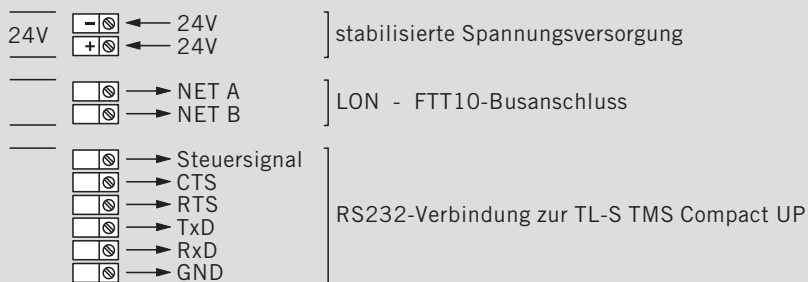 24V
- 24V
+ 24V
stabilisierte Spannungsversorgung
NET A
NET B
LON - FTT10-Busanschluss
Steuersignal
CTS
RTS
TxD
RxD
GND
RS232-Verbindung zur TL-S TMS Compact UP